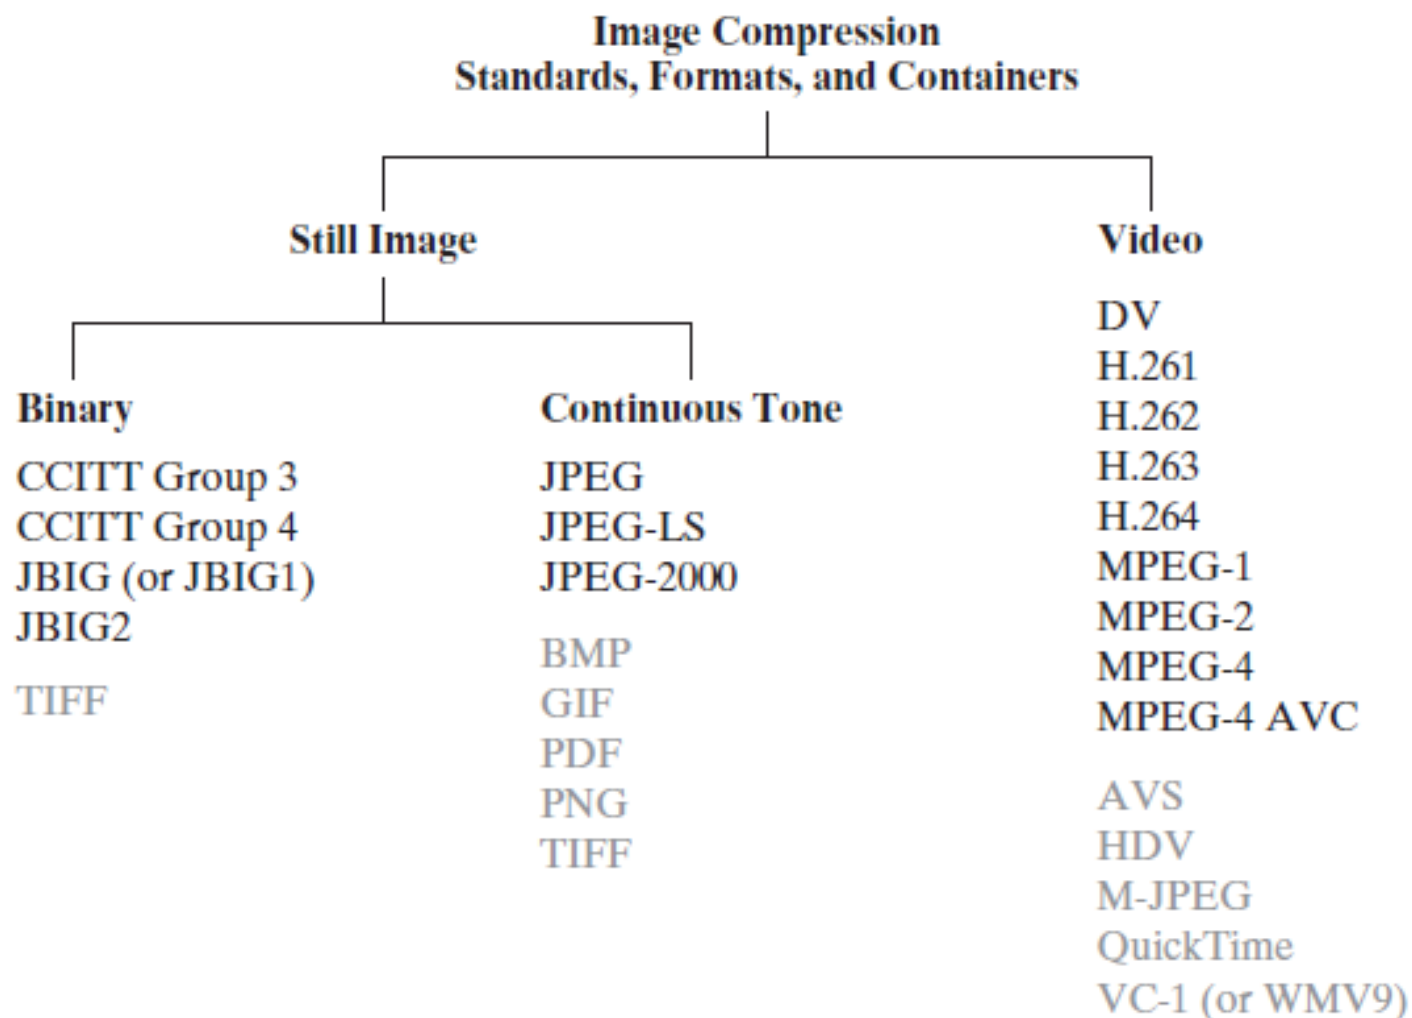 Image Compression
Standards, Formats, and Containers
Still Image
Binary
CCITT Group 3
CCITT Group 4
JBIG (or JBIG1)
JBIG2
TIFF
Continuous Tone
JPEG
JPEG-LS
JPEG-2000
BMP
GIF
PDF
PNG
TIFF
Video
DV
H.261
H.262
H.263
H.264
MPEG-1
MPEG-2
MPEG-4
MPEG-4 AVC
AVS
HDV
M-JPEG
QuickTime
VC-1 (or WMV9)